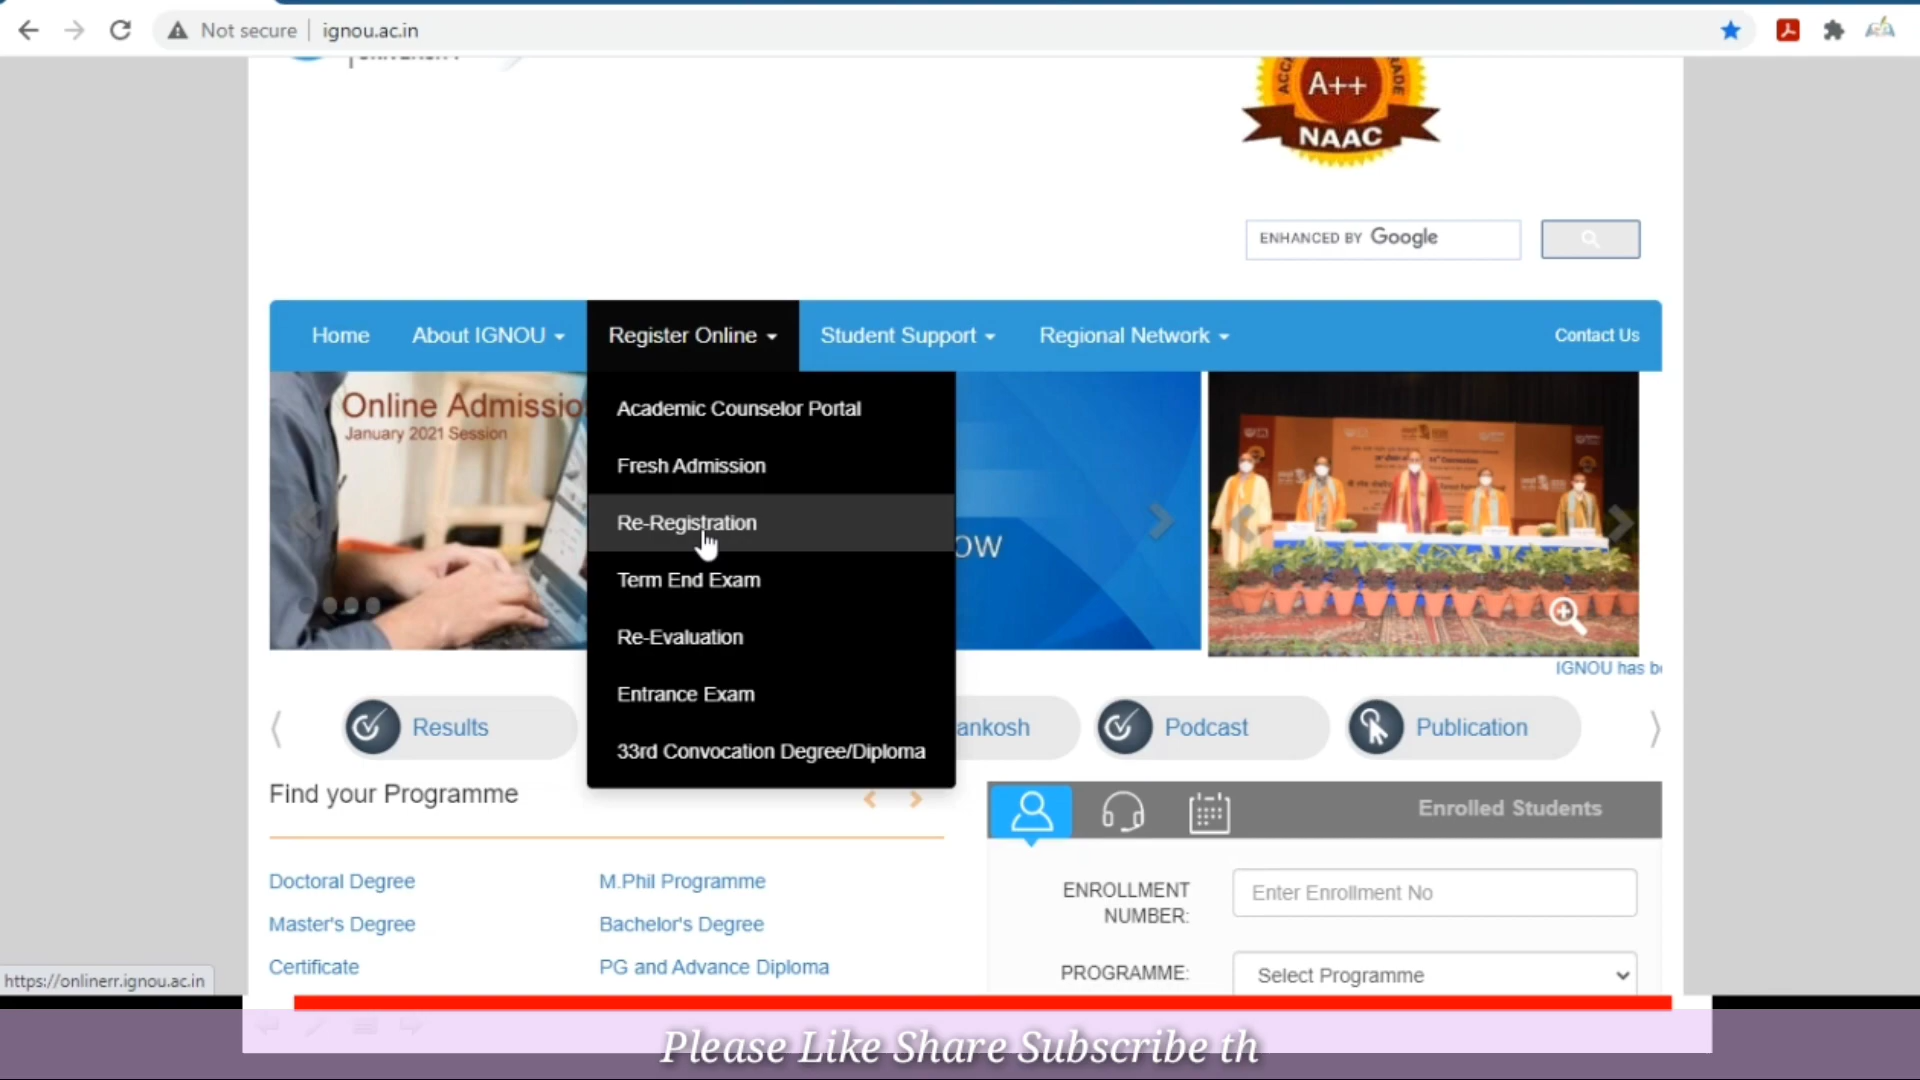 Not secure
ignou.ac.in
A++
NAAC
ENHANCED BY Google
Home
About IGNOU
Register Online
Student Support
Regional Network
Contact Us
Online Admissio
January 2021 Session
Academic Counselor Portal
Fresh Admission
Re-Registration
Term End Exam
Re-Evaluation
Entrance Exam
33rd Convocation Degree/Diploma
OW
IGNOU has be
Results
ankosh
Podcast
Publication
Find your Programme
Enrolled Students
Doctoral Degree
M.Phil Programme
Master's Degree
Bachelor's Degree
Certificate
PG and Advance Diploma
ENROLLMENT
NUMBER:
Enter Enrollment No
PROGRAMME:
Select Programme
https://onlinerr.ignou.ac.in
Please Like Share Subscribe th